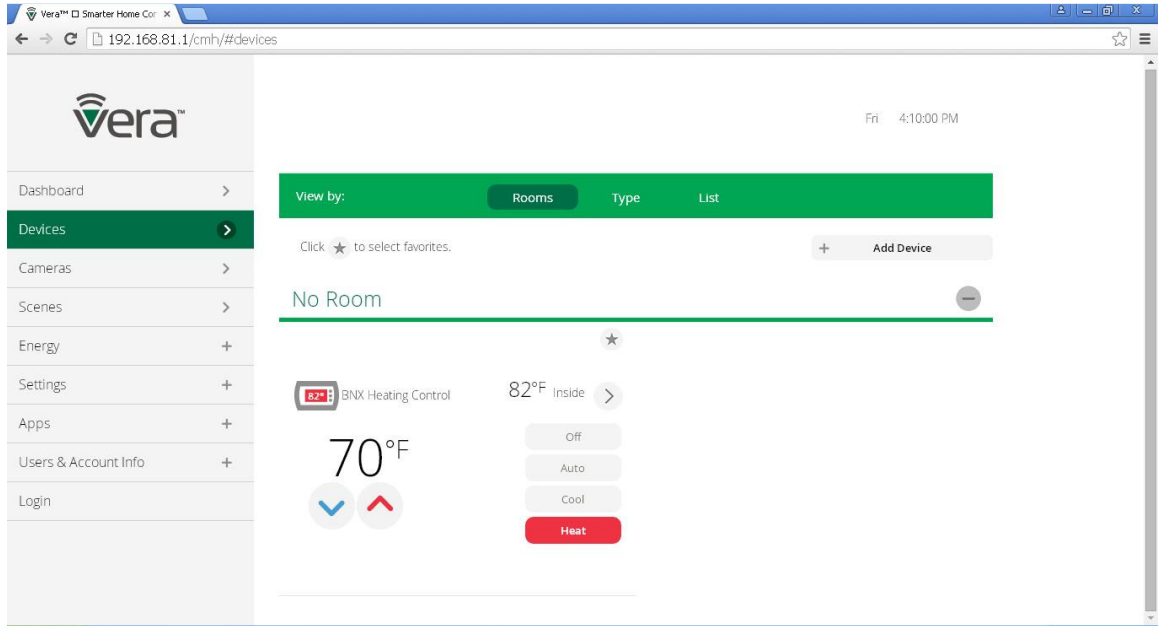 Vera™ □ Smarter Home Cor
192.168.81.1/cmh/#devices
vera™
Fri 4:10:00 PM
Dashboard
Devices
Cameras
Scenes
Energy
Settings
Apps
Users & Account Info
Login
View by: Rooms Type List
Click ★ to select favorites.
+ Add Device
No Room
82° BNX Heating Control
82°F Inside
70°F
Off
Auto
Cool
Heat